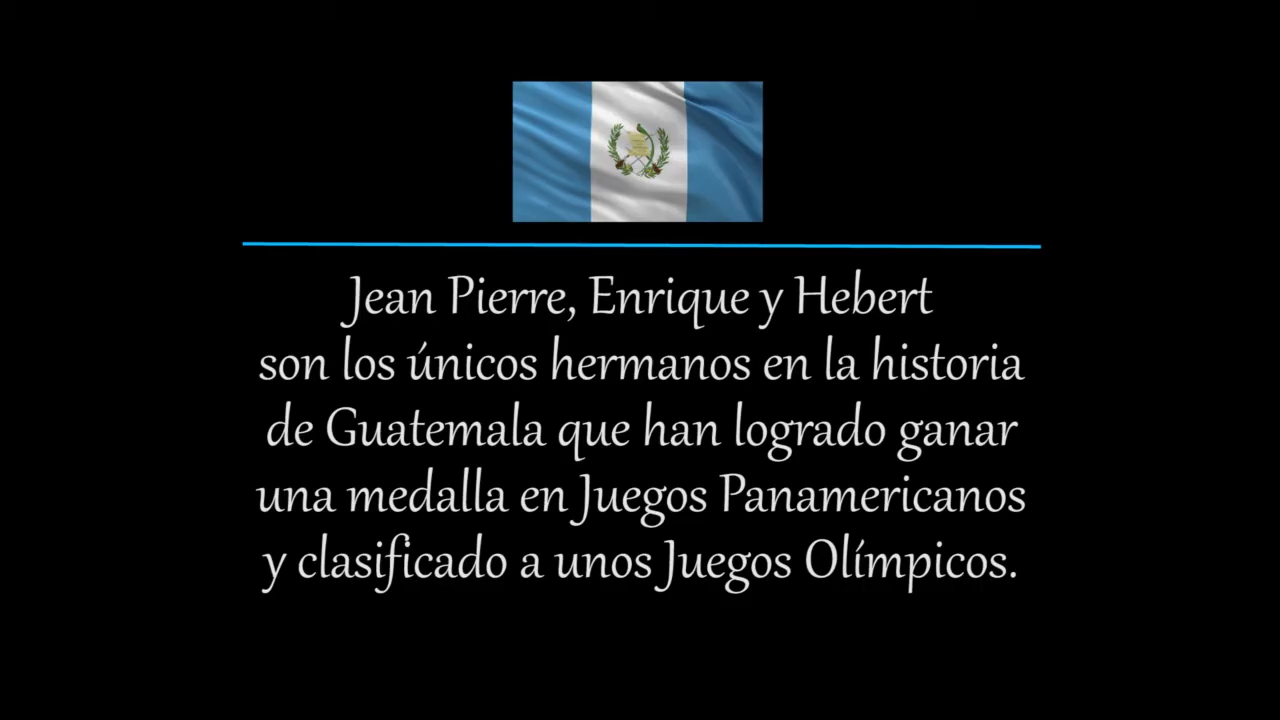 Jean Pierre, Enrique y Hebert
son los únicos hermanos en la historia
de Guatemala que han logrado ganar
una medalla en Juegos Panamericanos
y clasificado a unos Juegos Olímpicos.